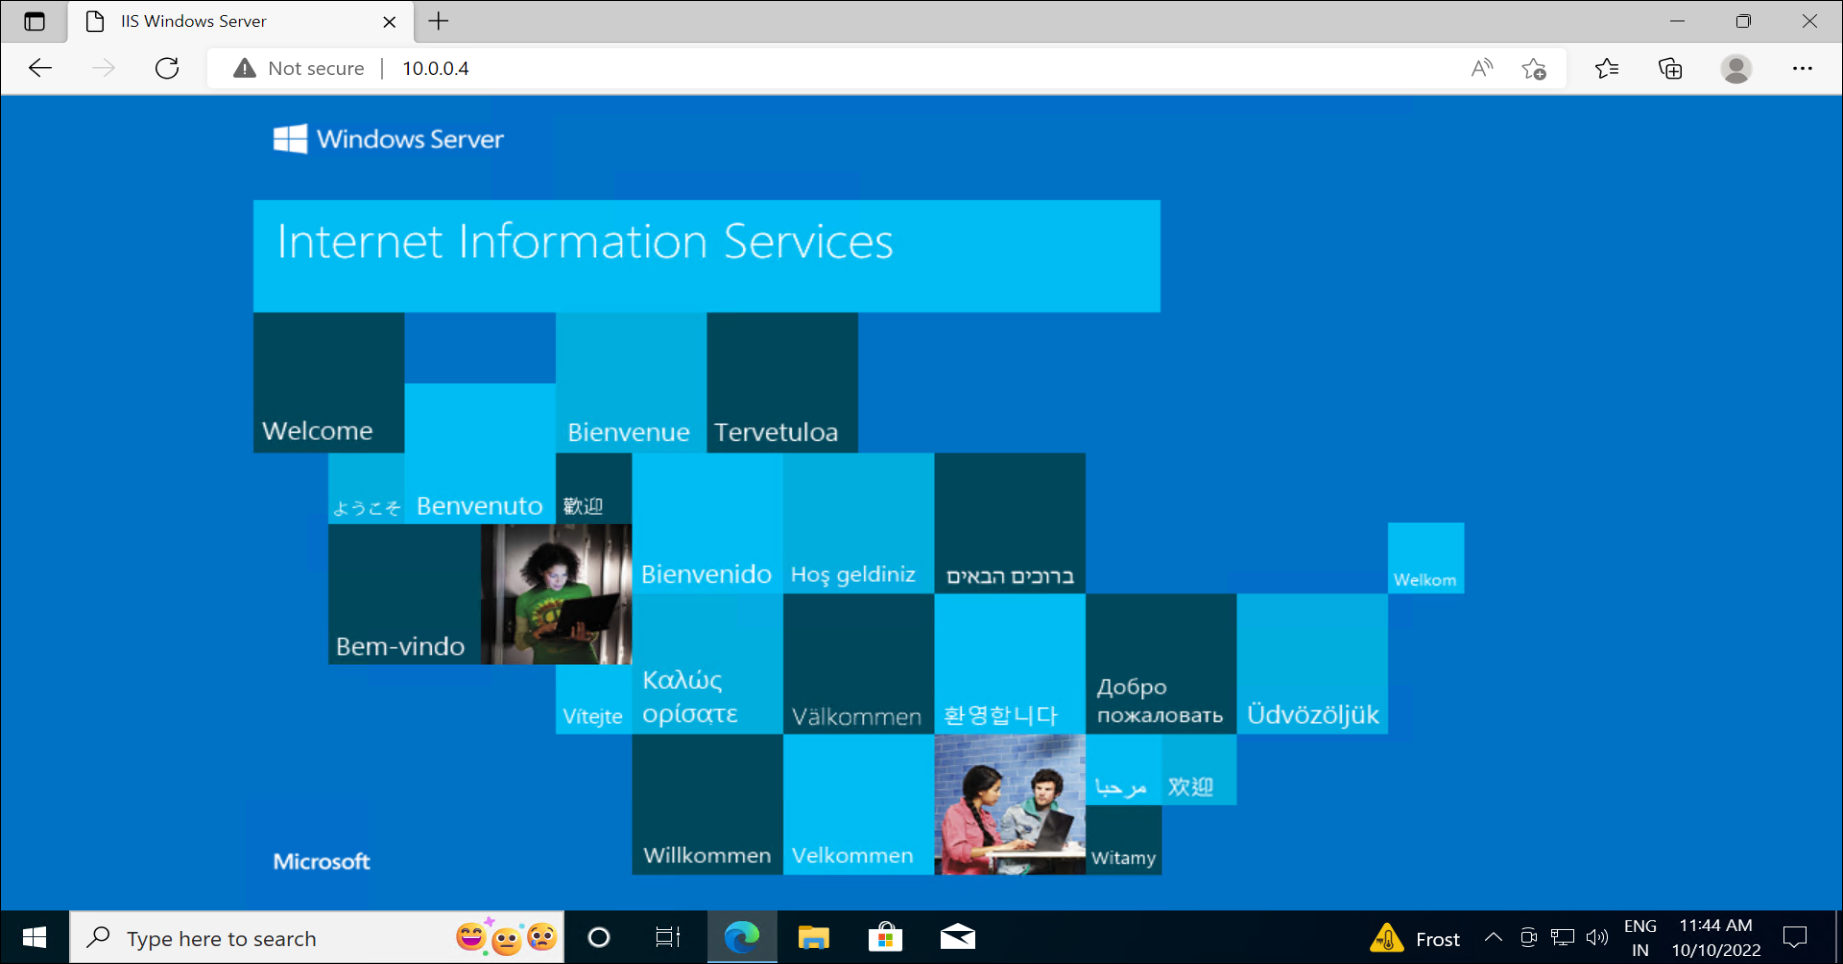 IIS Windows Server
Not secure
10.0.0.4
Windows Server
Internet Information Services
Welcome
Bienvenue
Tervetuloa
ようこそ
Benvenuto
歡迎
Bienvenido
Hoş geldiniz
ברוכים הבאים
Welkom
Bem-vindo
Vítejte
Καλώς
ορίσατε
Välkommen
환영합니다
Добро
пожаловать
Üdvözöljük
مرحبا
欢迎
Willkommen
Velkommen
Witamy
Microsoft
Type here to search
Frost
ENG
IN
11:44 AM
10/10/2022